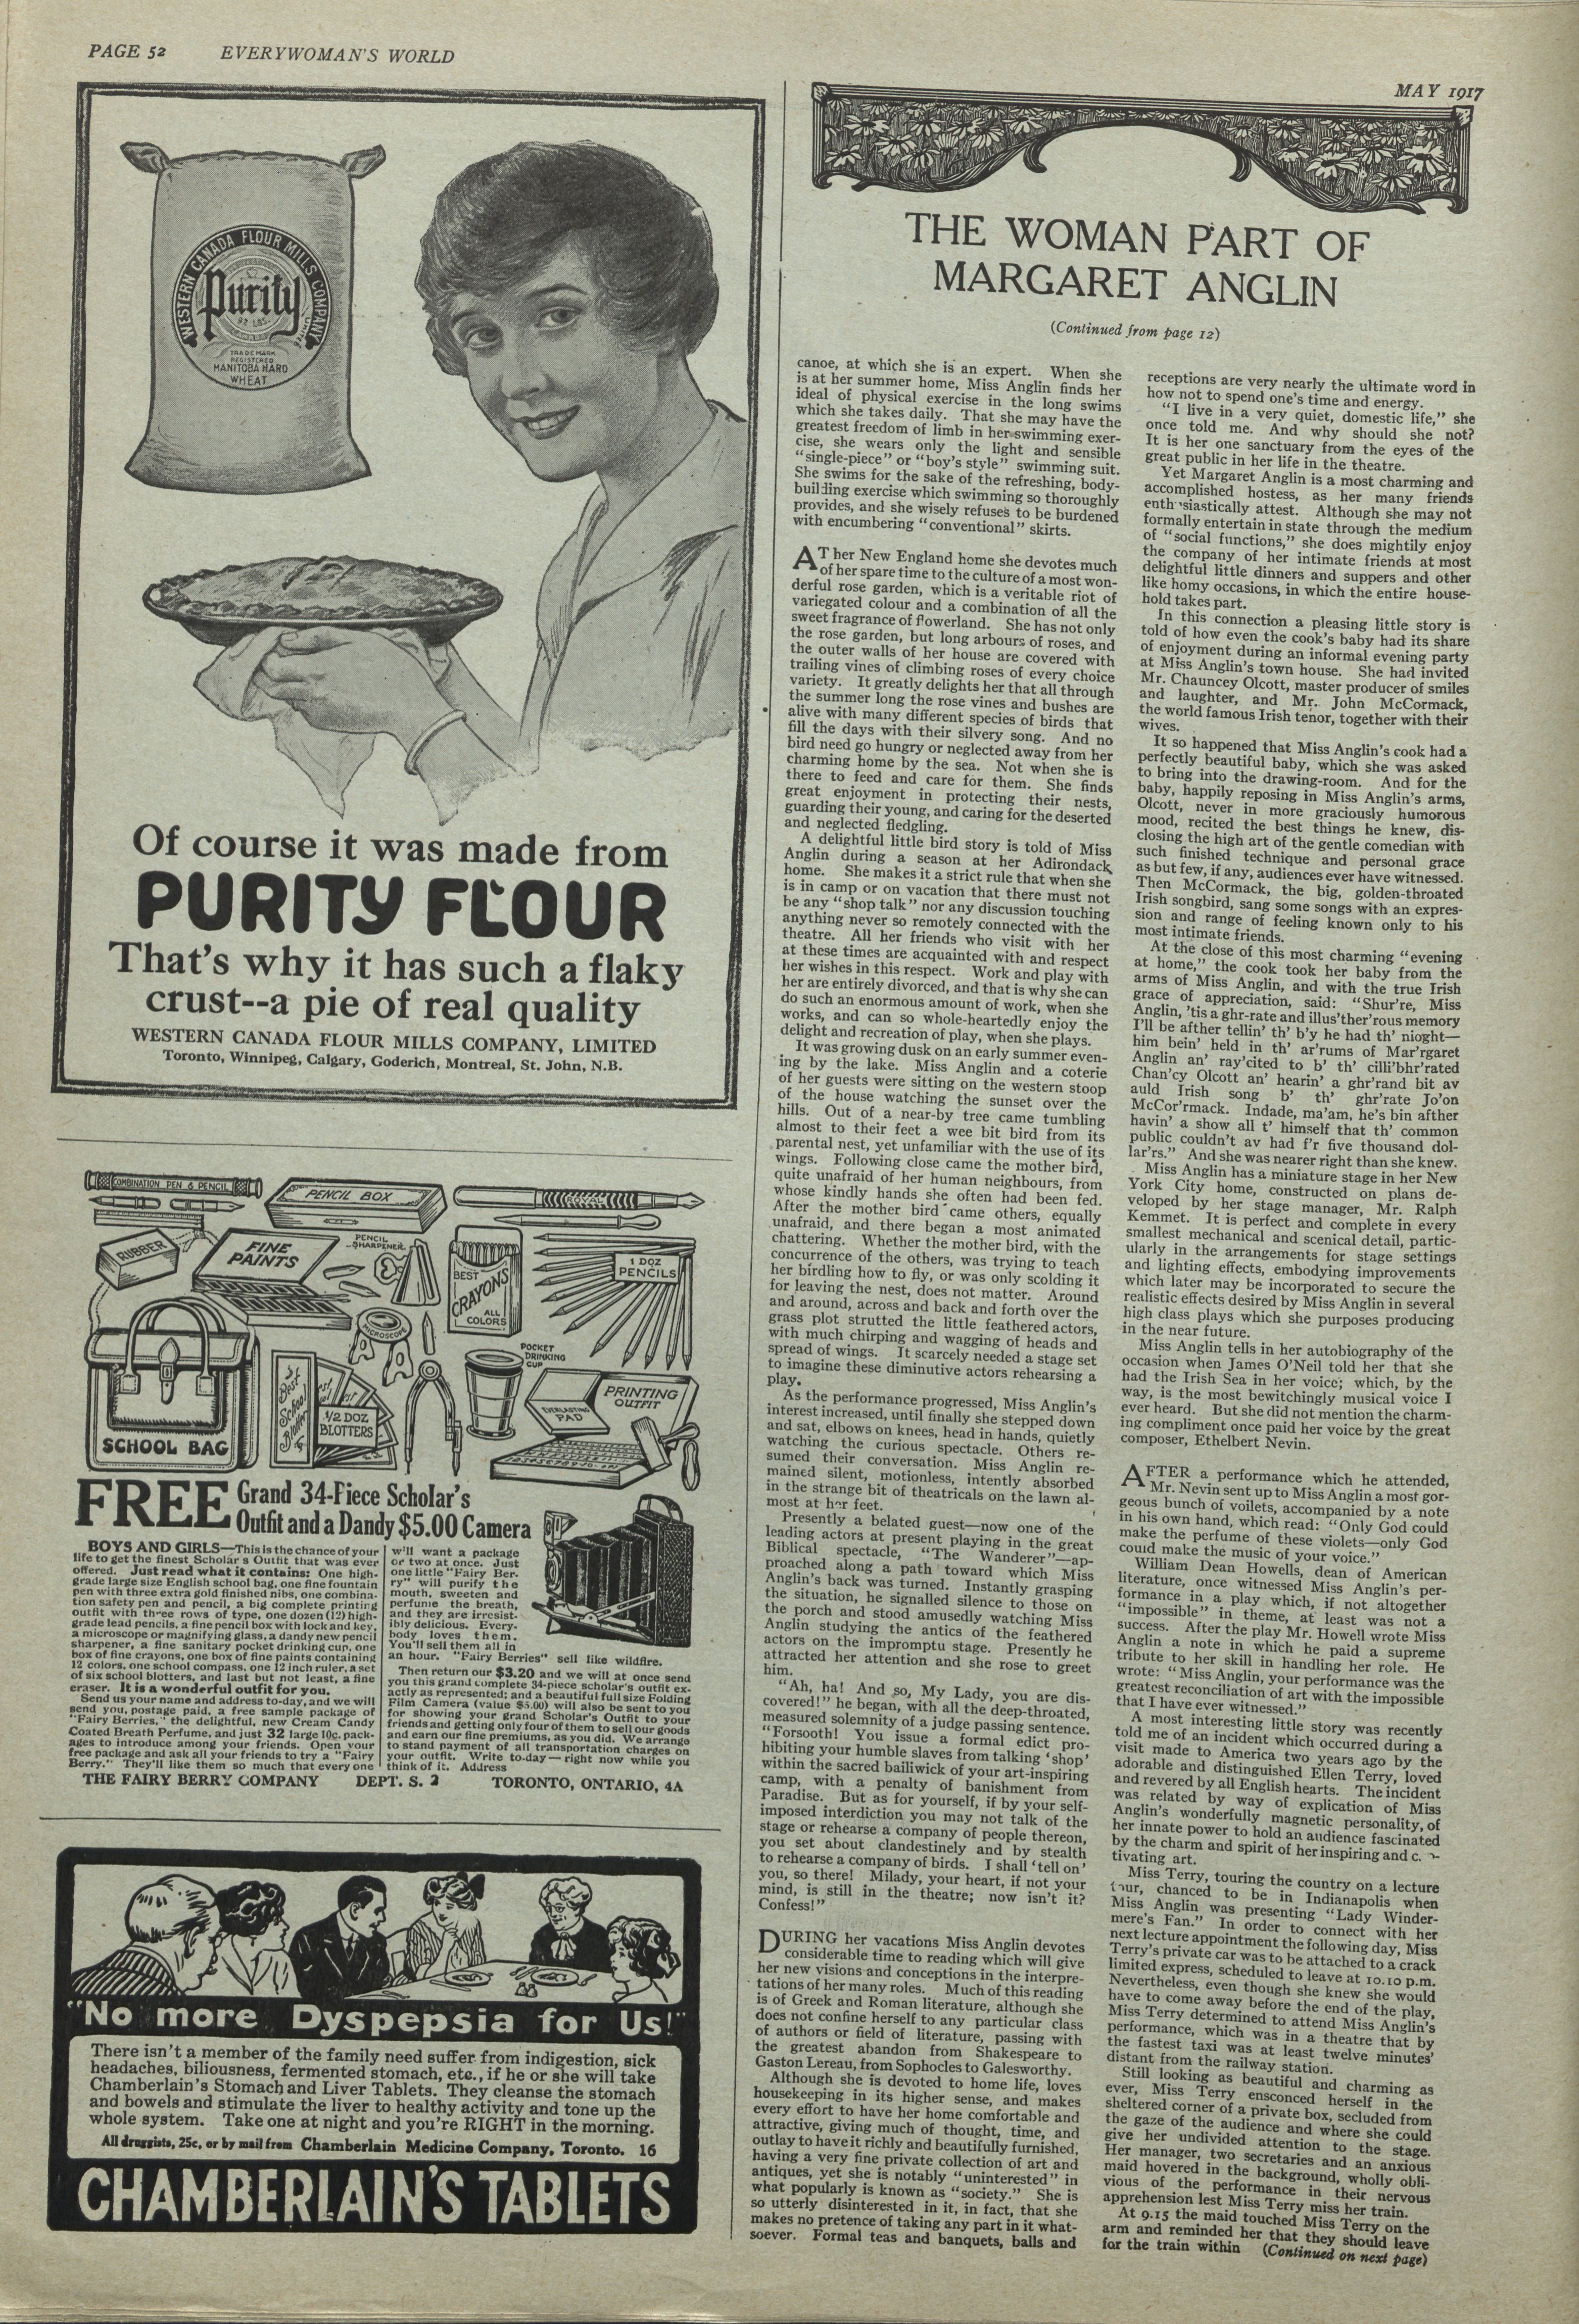 PAGE 52 EVERYWOMAN'S WORLD
MAY 1917
WESTERN CANADA FLOUR MILLS COMPANY
LIMITED
Purity
98 LBS.
TRADE MARK
REGISTERED
MANITOBA HARD
WHEAT
Of course it was made from
PURITY FLOUR
That's why it has such a flaky
crust--a pie of real quality
WESTERN CANADA FLOUR MILLS COMPANY, LIMITED
Toronto, Winnipeg, Calgary, Goderich, Montreal, St. John, N.B.
COMBINATION PEN & PENCIL
PENCIL BOX
ROYAL
RUBBER
FINE
PAINTS
PENCIL
SHARPENER
BEST
CRAYONS
ALL
COLORS
1 DOZ
PENCILS
MICROSCOPE
POCKET
DRINKING
CUP
SCHOOL BAG
Best
School
Blotters
1/2 DOZ
BLOTTERS
EVERLASTING
PAD
PRINTING
OUTFIT
FREE Grand 34-Piece Scholar's
Outfit and a Dandy $5.00 Camera
BOYS AND GIRLS—This is the chance of your
life to get the finest Scholar's Outfit that was ever
offered. Just read what it contains: One high-
grade large size English school bag, one fine fountain
pen with three extra gold finished nibs, one combina-
tion safety pen and pencil, a big complete printing
outfit with three rows of type, one dozen (12) high-
grade lead pencils, a fine pencil box with lock and key,
a microscope or magnifying glass, a dandy new pencil
sharpener, a fine sanitary pocket drinking cup, one
box of fine crayons, one box of fine paints containing
12 colors, one school compass, one 12 inch ruler, a set
of six school blotters, and last but not least, a fine
eraser. It is a wonderful outfit for you.
Send us your name and address to-day, and we will
send you, postage paid, a free sample package of
"Fairy Berries," the delightful, new Cream Candy
Coated Breath Perfume, and just 32 large 10c. pack-
ages to introduce among your friends. Open your
free package and ask all your friends to try a "Fairy
Berry." They'll like them so much that every one
w'll want a package
or two at once. Just
one little "Fairy Ber-
ry" will purify the
mouth, sweeten and
perfume the breath,
and they are irresist-
ibly delicious. Every-
body loves them.
You'll sell them all in
an hour. "Fairy Berries" sell like wildfire.
Then return our $3.20 and we will at once send
you this grand complete 34-piece scholar's outfit ex-
actly as represented; and a beautiful full size Folding
Film Camera (value $5.00) will also be sent to you
for showing your grand Scholar's Outfit to your
friends and getting only four of them to sell our goods
and earn our fine premiums, as you did. We arrange
to stand payment of all transportation charges on
your outfit. Write to-day—right now while you
think of it. Address
THE FAIRY BERRY COMPANY DEPT. S. 2 TORONTO, ONTARIO, 4A
"No more Dyspepsia for Us!"
There isn't a member of the family need suffer from indigestion, sick
headaches, biliousness, fermented stomach, etc., if he or she will take
Chamberlain's Stomach and Liver Tablets. They cleanse the stomach
and bowels and stimulate the liver to healthy activity and tone up the
whole system. Take one at night and you're RIGHT in the morning.
All druggists, 25c, or by mail from Chamberlain Medicine Company, Toronto. 16
CHAMBERLAIN'S TABLETS
THE WOMAN PART OF
MARGARET ANGLIN
(Continued from page 12)
canoe, at which she is an expert. When she
is at her summer home, Miss Anglin finds her
ideal of physical exercise in the long swims
which she takes daily. That she may have the
greatest freedom of limb in her swimming exer-
cise, she wears only the light and sensible
"single-piece" or "boy's style" swimming suit.
She swims for the sake of the refreshing, body-
building exercise which swimming so thoroughly
provides, and she wisely refuses to be burdened
with encumbering "conventional" skirts.
AT her New England home she devotes much
of her spare time to the culture of a most won-
derful rose garden, which is a veritable riot of
variegated colour and a combination of all the
sweet fragrance of flowerland. She has not only
the rose garden, but long arbours of roses, and
the outer walls of her house are covered with
trailing vines of climbing roses of every choice
variety. It greatly delights her that all through
the summer long the rose vines and bushes are
alive with many different species of birds that
fill the days with their silvery song. And no
bird need go hungry or neglected away from her
charming home by the sea. Not when she is
there to feed and care for them. She finds
great enjoyment in protecting their nests,
guarding their young, and caring for the deserted
and neglected fledgling.
A delightful little bird story is told of Miss
Anglin during a season at her Adirondack
home. She makes it a strict rule that when she
is in camp or on vacation that there must not
be any "shop talk" nor any discussion touching
anything never so remotely connected with the
theatre. All her friends who visit with her
at these times are acquainted with and respect
her wishes in this respect. Work and play with
her are entirely divorced, and that is why she can
do such an enormous amount of work, when she
works, and can so whole-heartedly enjoy the
delight and recreation of play, when she plays.
It was growing dusk on an early summer even-
ing by the lake. Miss Anglin and a coterie
of her guests were sitting on the western stoop
of the house watching the sunset over the
hills. Out of a near-by tree came tumbling
almost to their feet a wee bit bird from its
parental nest, yet unfamiliar with the use of its
wings. Following close came the mother bird,
quite unafraid of her human neighbours, from
whose kindly hands she often had been fed.
After the mother bird came others, equally
unafraid, and there began a most animated
chattering. Whether the mother bird, with the
concurrence of the others, was trying to teach
her birdling how to fly, or was only scolding it
for leaving the nest, does not matter. Around
and around, across and back and forth over the
grass plot strutted the little feathered actors,
with much chirping and wagging of heads and
spread of wings. It scarcely needed a stage set
to imagine these diminutive actors rehearsing a
play.
As the performance progressed, Miss Anglin's
interest increased, until finally she stepped down
and sat, elbows on knees, head in hands, quietly
watching the curious spectacle. Others re-
sumed their conversation. Miss Anglin re-
mained silent, motionless, intently absorbed
in the strange bit of theatricals on the lawn al-
most at her feet.
Presently a belated guest—now one of the
leading actors at present playing in the great
Biblical spectacle, "The Wanderer"—ap-
proached along a path toward which Miss
Anglin's back was turned. Instantly grasping
the situation, he signalled silence to those on
the porch and stood amusedly watching Miss
Anglin studying the antics of the feathered
actors on the impromptu stage. Presently he
attracted her attention and she rose to greet
him.
"Ah, ha! And so, My Lady, you are dis-
covered!" he began, with all the deep-throated,
measured solemnity of a judge passing sentence.
"Forsooth! You issue a formal edict pro-
hibiting your humble slaves from talking 'shop'
within the sacred bailiwick of your art-inspiring
camp, with a penalty of banishment from
Paradise. But as for yourself, if by your self-
imposed interdiction you may not talk of the
stage or rehearse a company of people thereon,
you set about clandestinely and by stealth
to rehearse a company of birds. I shall 'tell on'
you, so there! Milady, your heart, if not your
mind, is still in the theatre; now isn't it?
Confess!"
DURING her vacations Miss Anglin devotes
considerable time to reading which will give
her new visions and conceptions in the interpre-
tations of her many roles. Much of this reading
is of Greek and Roman literature, although she
does not confine herself to any particular class
of authors or field of literature, passing with
the greatest abandon from Shakespeare to
Gaston Lereau, from Sophocles to Galesworthy.
Although she is devoted to home life, loves
housekeeping in its higher sense, and makes
every effort to have her home comfortable and
attractive, giving much of thought, time, and
outlay to have it richly and beautifully furnished,
having a very fine private collection of art and
antiques, yet she is notably "uninterested" in
what popularly is known as "society." She is
so utterly disinterested in it, in fact, that she
makes no pretence of taking any part in it what-
soever. Formal teas and banquets, balls and
receptions are very nearly the ultimate word in
how not to spend one's time and energy.
"I live in a very quiet, domestic life," she
once told me. And why should she not?
It is her one sanctuary from the eyes of the
great public in her life in the theatre.
Yet Margaret Anglin is a most charming and
accomplished hostess, as her many friends
enthusiastically attest. Although she may not
formally entertain in state through the medium
of "social functions," she does mightily enjoy
the company of her intimate friends at most
delightful little dinners and suppers and other
like homy occasions, in which the entire house-
hold takes part.
In this connection a pleasing little story is
told of how even the cook's baby had its share
of enjoyment during an informal evening party
at Miss Anglin's town house. She had invited
Mr. Chauncey Olcott, master producer of smiles
and laughter, and Mr. John McCormack,
the world famous Irish tenor, together with their
wives.
It so happened that Miss Anglin's cook had a
perfectly beautiful baby, which she was asked
to bring into the drawing-room. And for the
baby, happily reposing in Miss Anglin's arms,
Olcott, never in more graciously humorous
mood, recited the best things he knew, dis-
closing the high art of the gentle comedian with
such finished technique and personal grace
as but few, if any, audiences ever have witnessed.
Then McCormack, the big, golden-throated
Irish songbird, sang some songs with an expres-
sion and range of feeling known only to his
most intimate friends.
At the close of this most charming "evening
at home," the cook took her baby from the
arms of Miss Anglin, and with the true Irish
grace of appreciation, said: "Shur're, Miss
Anglin, 'tis a ghr-rate and illus'ther'rous memory
I'll be afther tellin' th' b'y he had th' nioght—
him bein' held in th' ar'rums of Mar'rgaret
Anglin an' ray'cited to b' th' cilli'bhr'rated
Chan'cy Olcott an' hearin' a ghr'rand bit av
auld Irish song b' th' ghr'rate Jo'on
McCor'rmack. Indade, ma'am, he's bin afther
havin' a show all t' himself that th' common
public couldn't av had f'r five thousand dol-
lar'rs." And she was nearer right than she knew.
Miss Anglin has a miniature stage in her New
York City home, constructed on plans de-
veloped by her stage manager, Mr. Ralph
Kemmet. It is perfect and complete in every
smallest mechanical and scenical detail, partic-
ularly in the arrangements for stage settings
and lighting effects, embodying improvements
which later may be incorporated to secure the
realistic effects desired by Miss Anglin in several
high class plays which she purposes producing
in the near future.
Miss Anglin tells in her autobiography of the
occasion when James O'Neil told her that she
had the Irish Sea in her voice; which, by the
way, is the most bewitchingly musical voice I
ever heard. But she did not mention the charm-
ing compliment once paid her voice by the great
composer, Ethelbert Nevin.
AFTER a performance which he attended,
Mr. Nevin sent up to Miss Anglin a most gor-
geous bunch of voilets, accompanied by a note
in his own hand, which read: "Only God could
make the perfume of these violets—only God
could make the music of your voice."
William Dean Howells, dean of American
literature, once witnessed Miss Anglin's per-
formance in a play which, if not altogether
"impossible" in theme, at least was not a
success. After the play Mr. Howell wrote Miss
Anglin a note in which he paid a supreme
tribute to her skill in handling her role. He
wrote: "Miss Anglin, your performance was the
greatest reconciliation of art with the impossible
that I have ever witnessed."
A most interesting little story was recently
told me of an incident which occurred during a
visit made to America two years ago by the
adorable and distinguished Ellen Terry, loved
and revered by all English hearts. The incident
was related by way of explication of Miss
Anglin's wonderfully magnetic personality, of
her innate power to hold an audience fascinated
by the charm and spirit of her inspiring and c. -
tivating art.
Miss Terry, touring the country on a lecture
tour, chanced to be in Indianapolis when
Miss Anglin was presenting "Lady Winder-
mere's Fan." In order to connect with her
next lecture appointment the following day, Miss
Terry's private car was to be attached to a crack
limited express, scheduled to leave at 10.10 p.m.
Nevertheless, even though she knew she would
have to come away before the end of the play,
Miss Terry determined to attend Miss Anglin's
performance, which was in a theatre that by
the fastest taxi was at least twelve minutes'
distant from the railway station.
Still looking as beautiful and charming as
ever, Miss Terry ensconced herself in the
sheltered corner of a private box, secluded from
the gaze of the audience and where she could
give her undivided attention to the stage.
Her manager, two secretaries and an anxious
maid hovered in the background, wholly obli-
vious of the performance in their nervous
apprehension lest Miss Terry miss her train.
At 9.15 the maid touched Miss Terry on the
arm and reminded her that they should leave
for the train within (Continued on next page)